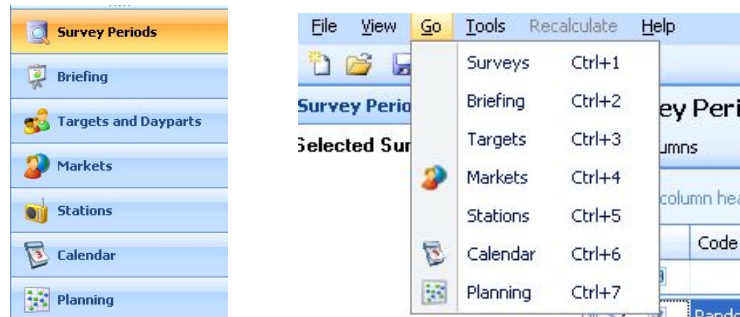 Survey Periods
Briefing
Targets and Dayparts
Markets
Stations
Calendar
3
Planning
File View Go Tools Recalculate Help
Surveys Ctrl+1
Briefing Ctrl+2
Targets Ctrl+3
Markets Ctrl+4
Stations Ctrl+5
Calendar Ctrl+6
3
Planning Ctrl+7
Survey Perio
Selected Sur
ey Peri
umns
column hea
Code